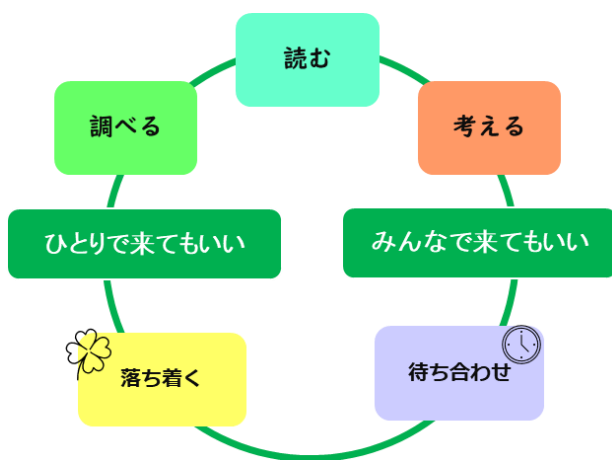 読む
調べる
考える
ひとりで来てもいい
みんなで来てもいい
落ち着く
待ち合わせ